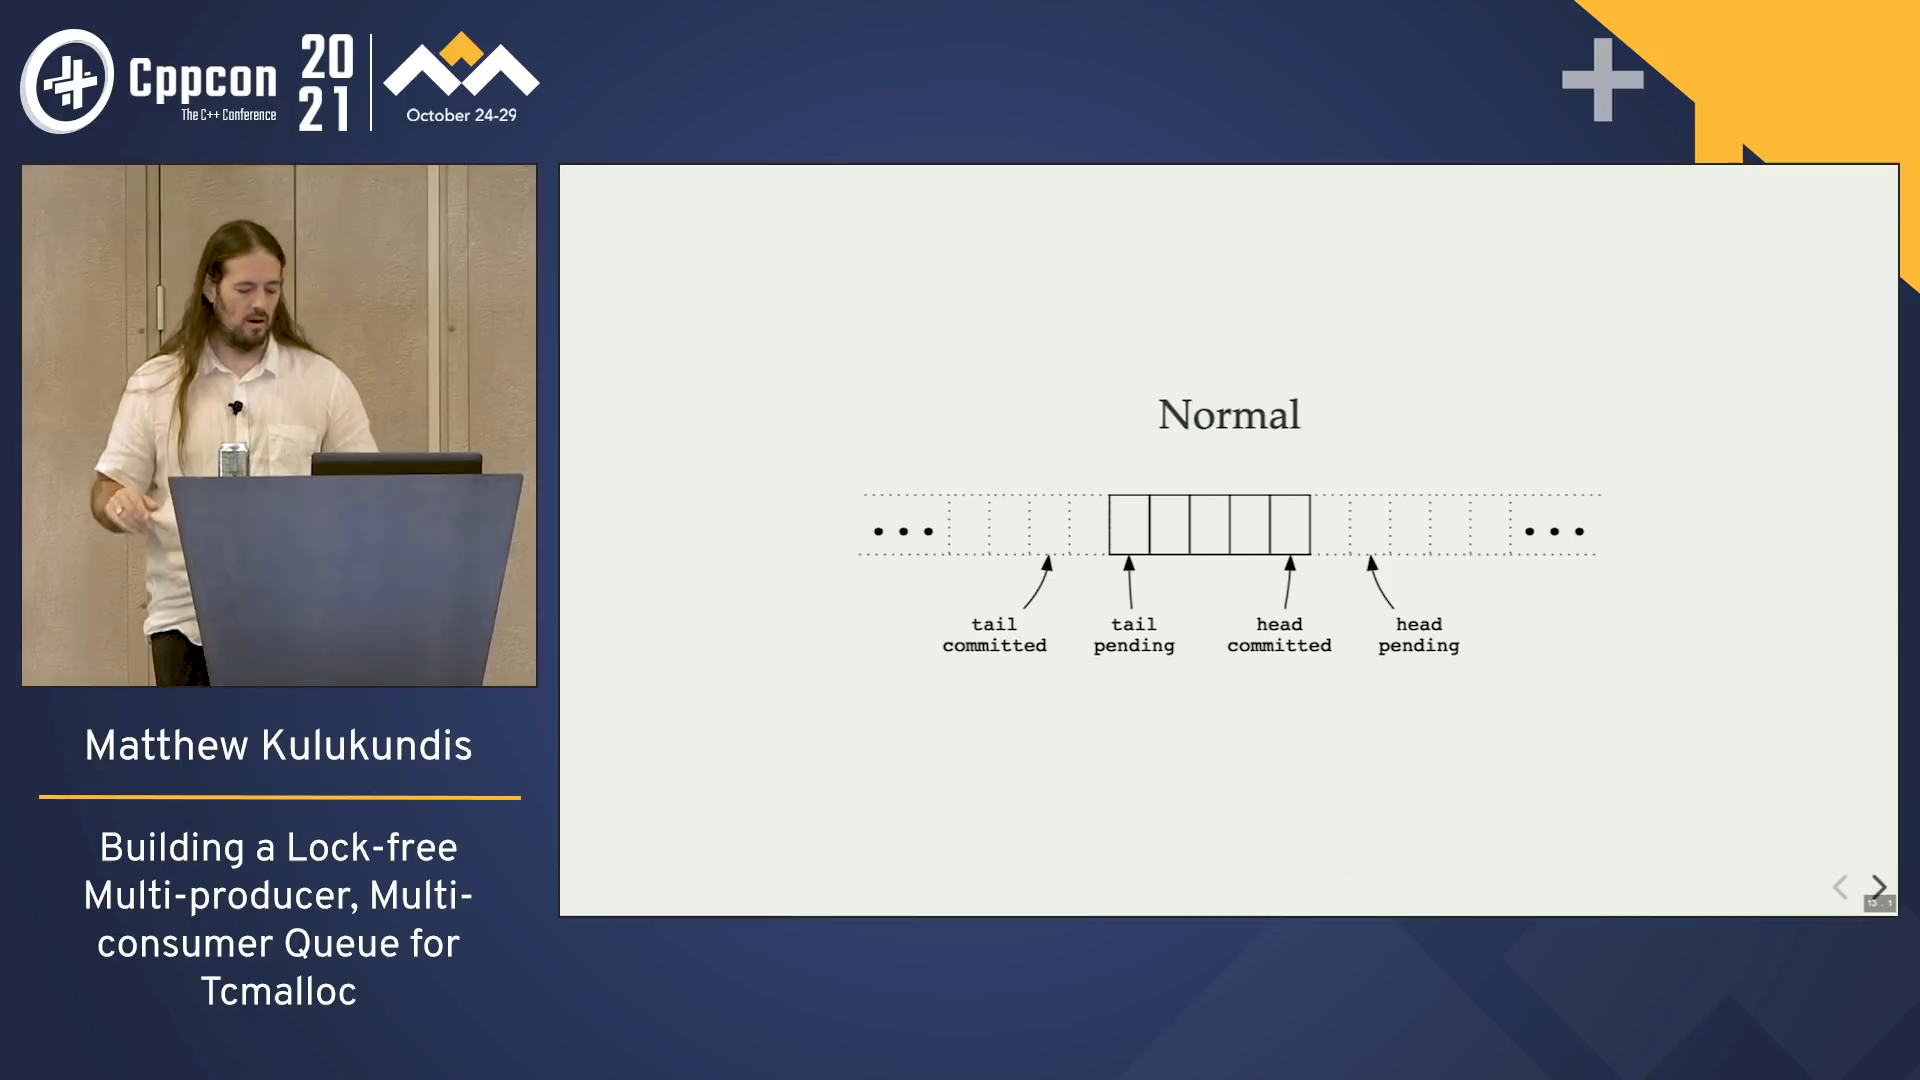 Cppcon
The C++ Conference
20
21
October 24-29
Normal
tail
committed
tail
pending
head
committed
head
pending
Matthew Kulukundis
Building a Lock-free
Multi-producer, Multi-
consumer Queue for
Tcmalloc